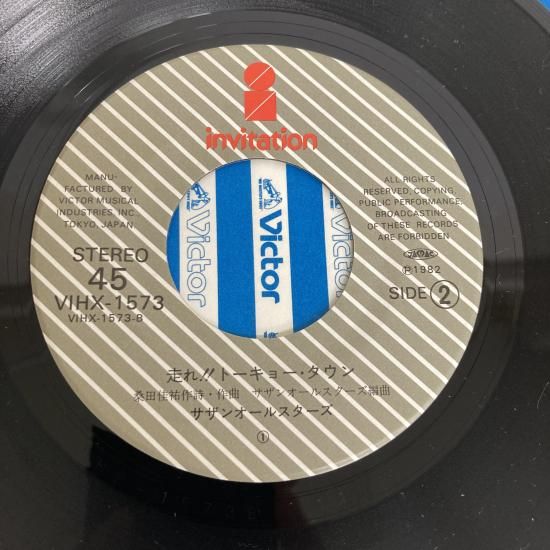 invitation
MANU-
FACTURED BY
VICTOR MUSICAL
INDUSTRIES, INC.,
TOKYO, JAPAN
ALL RIGHTS
RESERVED, COPYING,
PUBLIC PERFORMANCE,
BROADCASTING
OF THESE RECORDS
ARE FORBIDDEN
STEREO
45
VIHX-1573
VIHX-1573-B
JASRAC
Ⓟ1982
SIDE ②
Victor
Victor
Victor
走れ!!トーキョー・タウン
桑田佳祐作詩・作曲 サザンオールスターズ編曲
サザンオールスターズ
①